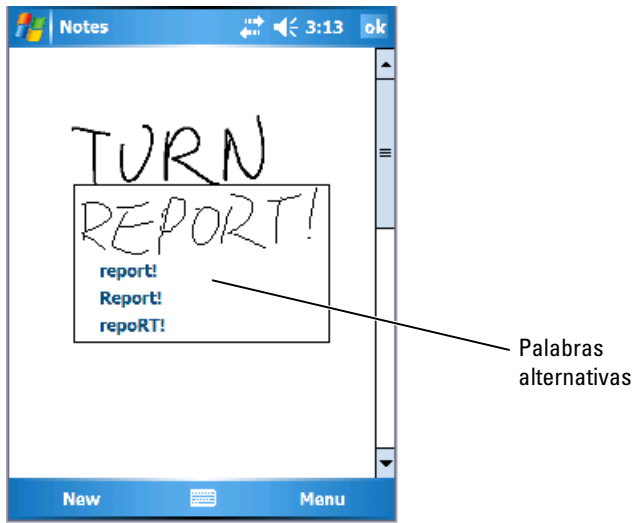 Notes 3:13 ok
TURN
REPORT!
report!
Report!
repoRT!
Palabras
alternativas
New Menu